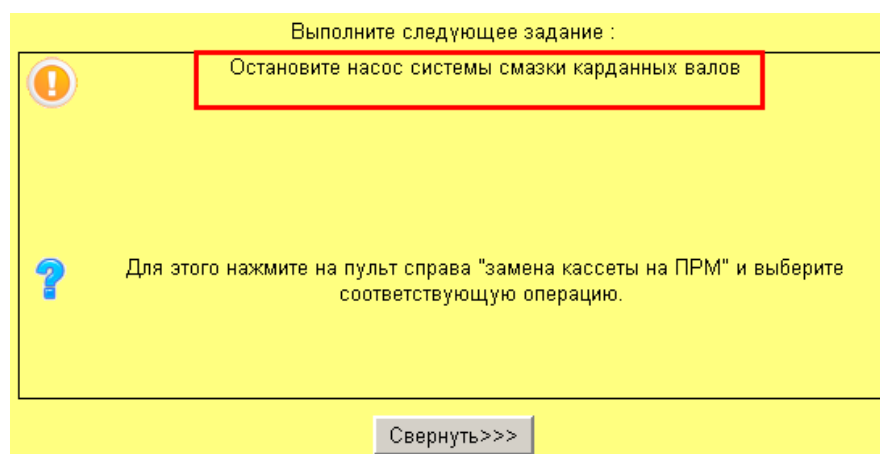 Выполните следующее задание :
Остановите насос системы смазки карданных валов
Для этого нажмите на пульт справа "замена кассеты на ПРМ" и выберите
соответствующую операцию.
Свернуть>>>